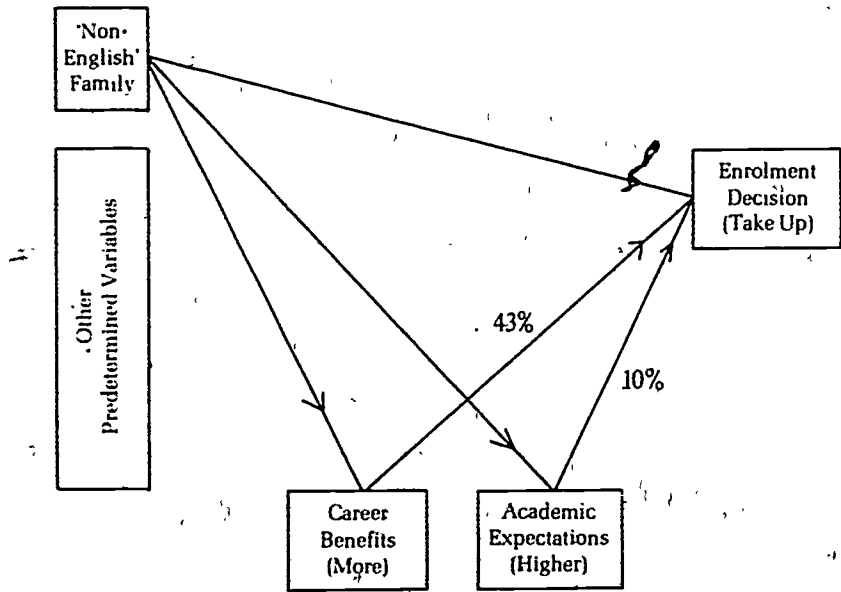 'Non-
English'
Family
Enrolment
Decision
(Take Up)
Other
Predetermined Variables
43%
10%
Career
Benefits
(More)
Academic
Expectations
(Higher)